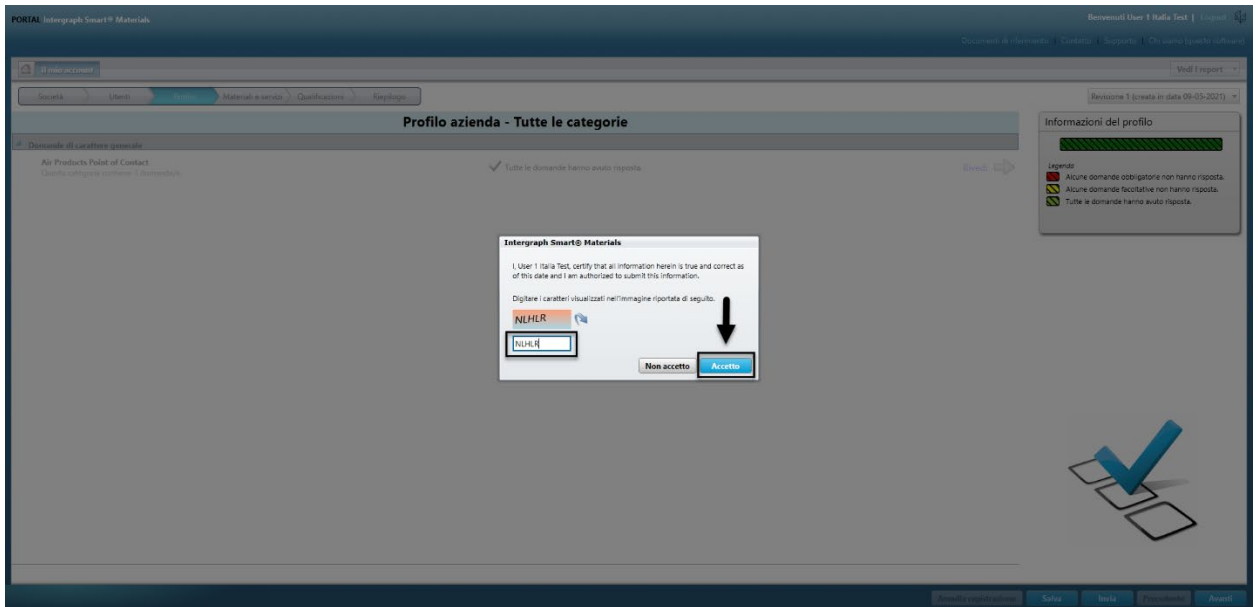 PORTAL Intergraph Smart® Materials
Benvenuti User 1 Italia Test | Logout
Documenti di riferimento | Contatto | Supporto | Chi siamo (questo software)
Il mio account
Vedi I report
Società
Utenti
Profilo
Materiali e servizi
Qualificazioni
Riepilogo
Revisione 1 (creata in data 09-05-2021)
Profilo azienda - Tutte le categorie
Informazioni del profilo
Domande di carattere generale
Air Products Point of Contact
Questa categoria contiene 1 domanda/e.
Tutte le domande hanno avuto risposta.
Legenda
Alcune domande obbligatorie non hanno risposta.
Alcune domande facoltative non hanno risposta.
Tutte le domande hanno avuto risposta.
Intergraph Smart® Materials
I, User 1 Italia Test, certify that all information herein is true and correct as
of this date and I am authorized to submit this information.
Digitare i caratteri visualizzati nell'immagine riportata di seguito.
NLHLR
NLHLR
Non accetto
Accetto
Annulla registrazione
Salva
Invia
Precedente
Avanti